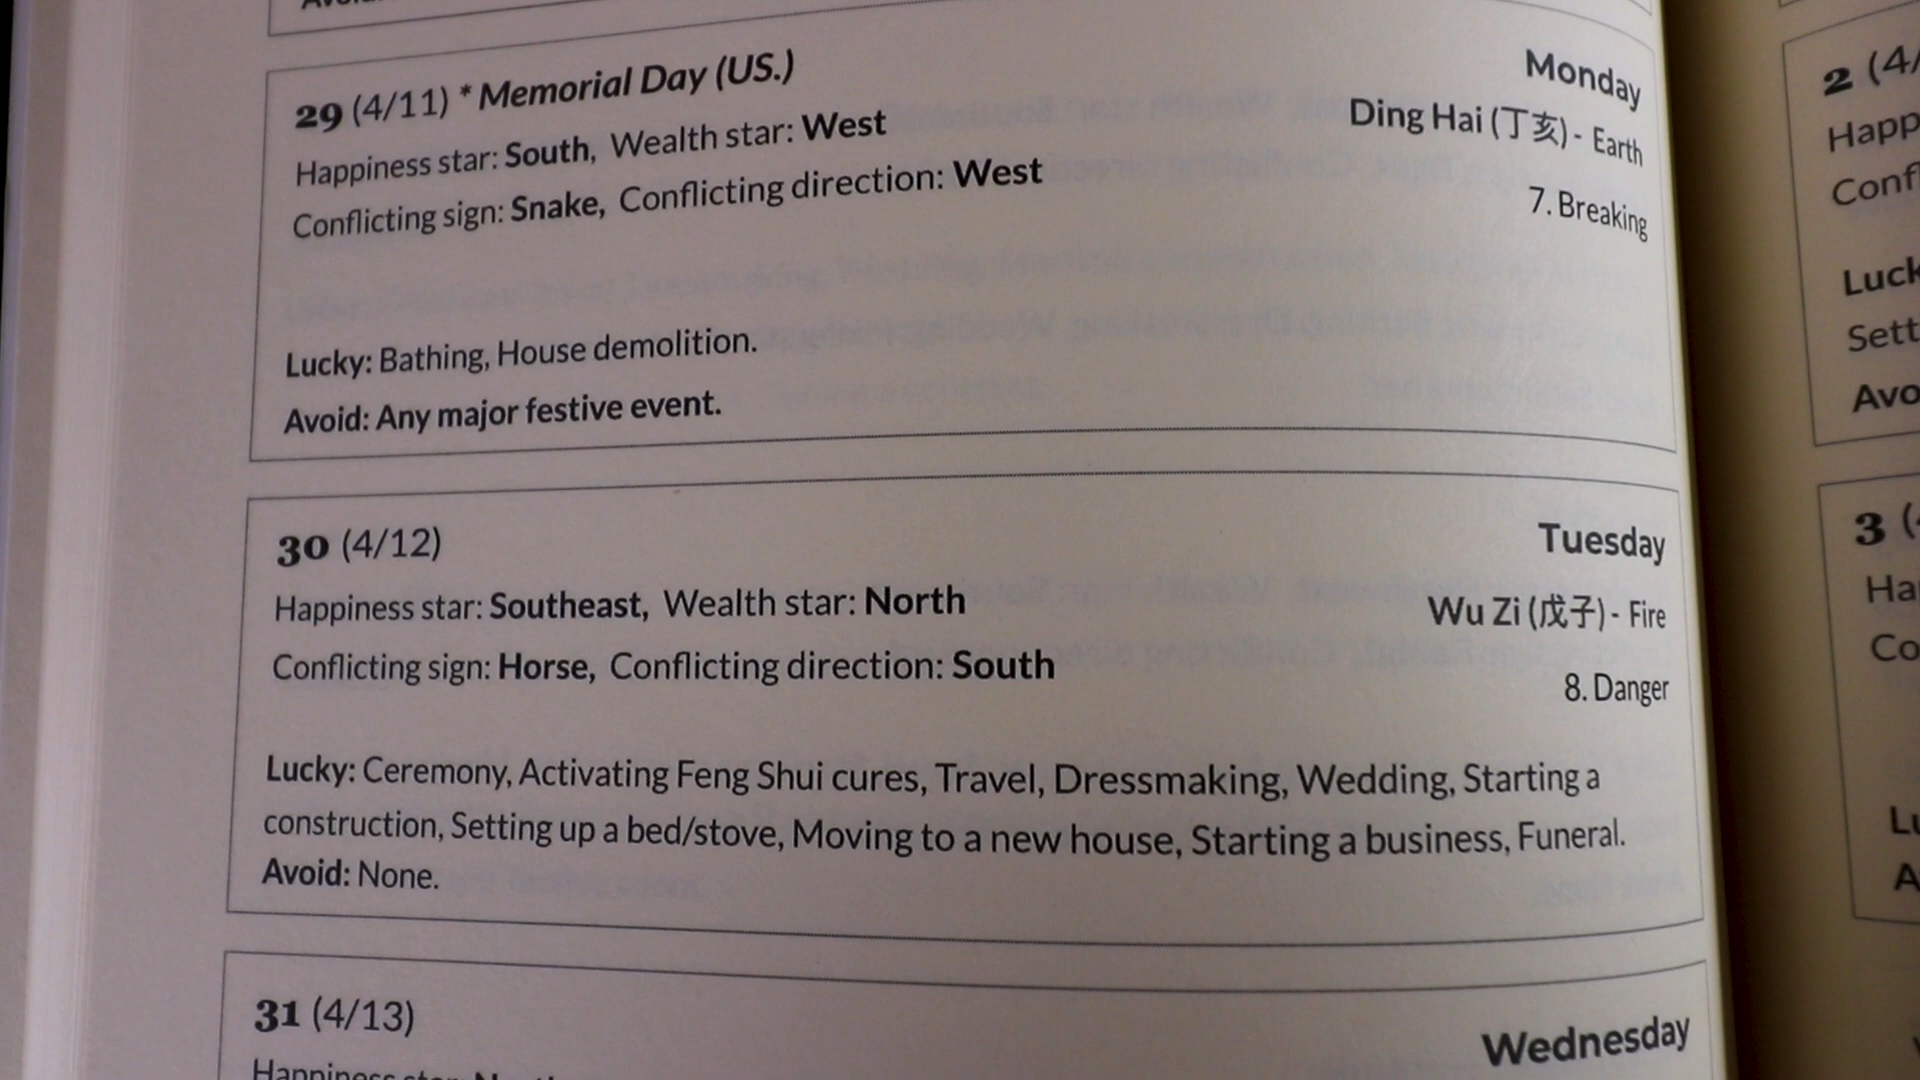 29 (4/11) * Memorial Day (US.)
Monday
Happiness star: South, Wealth star: West
Ding Hai (丁亥) - Earth
Conflicting sign: Snake, Conflicting direction: West
7. Breaking
Lucky: Bathing, House demolition.
Avoid: Any major festive event.
30 (4/12)
Tuesday
Happiness star: Southeast, Wealth star: North
Wu Zi (戊子) - Fire
Conflicting sign: Horse, Conflicting direction: South
8. Danger
Lucky: Ceremony, Activating Feng Shui cures, Travel, Dressmaking, Wedding, Starting a
construction, Setting up a bed/stove, Moving to a new house, Starting a business, Funeral.
Avoid: None.
31 (4/13)
Wednesday
Happiness star:
2 (4/
Happ
Conf
Luck
Sett
Avo
3 (
Ha
Co
Lu
A